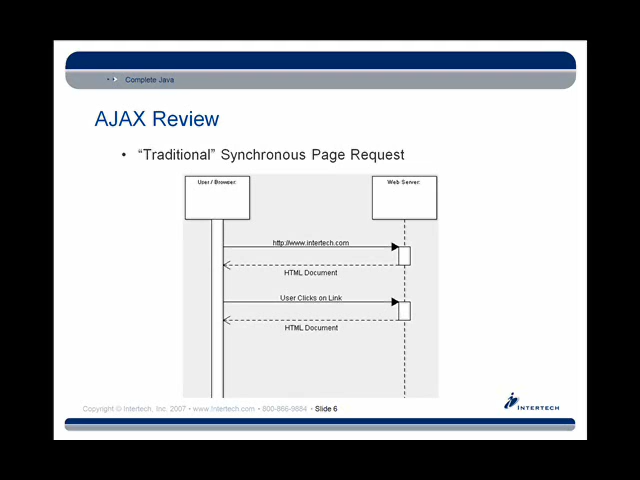 Complete Java
AJAX Review
• “Traditional” Synchronous Page Request
User / Browser:
Web Server:
http://www.intertech.com
HTML Document
User Clicks on Link
HTML Document
Copyright © Intertech, Inc. 2007 • www.Intertech.com • 800-866-9884 • Slide 6
INTERTECH